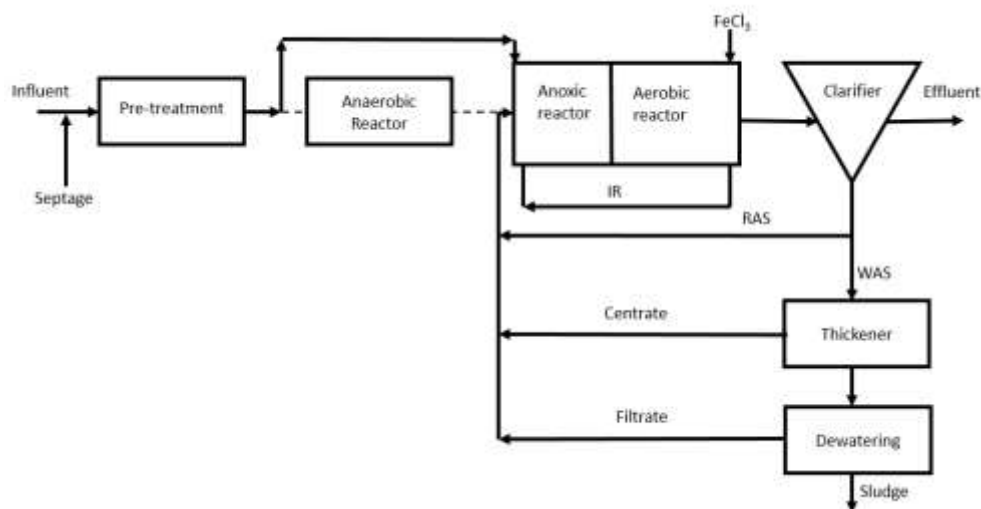 FeCl₃
Influent
Pre-treatment
Anaerobic
Reactor
Anoxic
reactor
Aerobic
reactor
Clarifier
Effluent
Septage
IR
RAS
WAS
Centrate
Thickener
Filtrate
Dewatering
Sludge